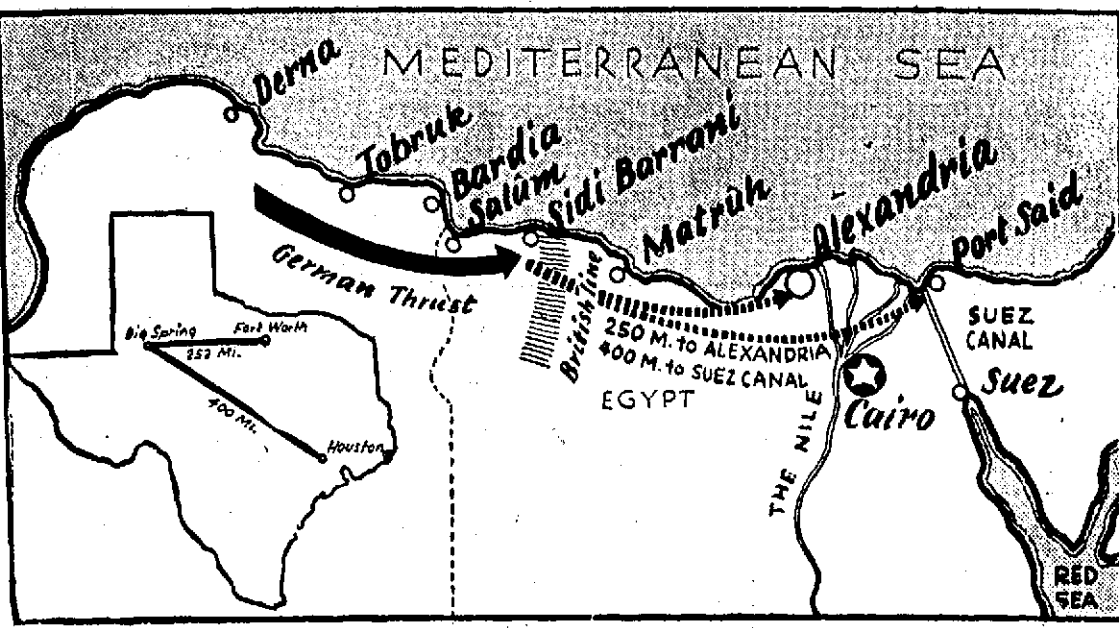 MEDITERRANEAN SEA
Derna
Tobruk
Bardia
Salûm
Sidi Barrani
Matrûh
Alexandria
Port Said
German Thrust
British line
250 M. to ALEXANDRIA
400 M. to SUEZ CANAL
EGYPT
SUEZ
CANAL
Suez
Cairo
THE NILE
RED
SEA
Big Spring
Fort Worth
252 Mi.
400 Mi.
Houston